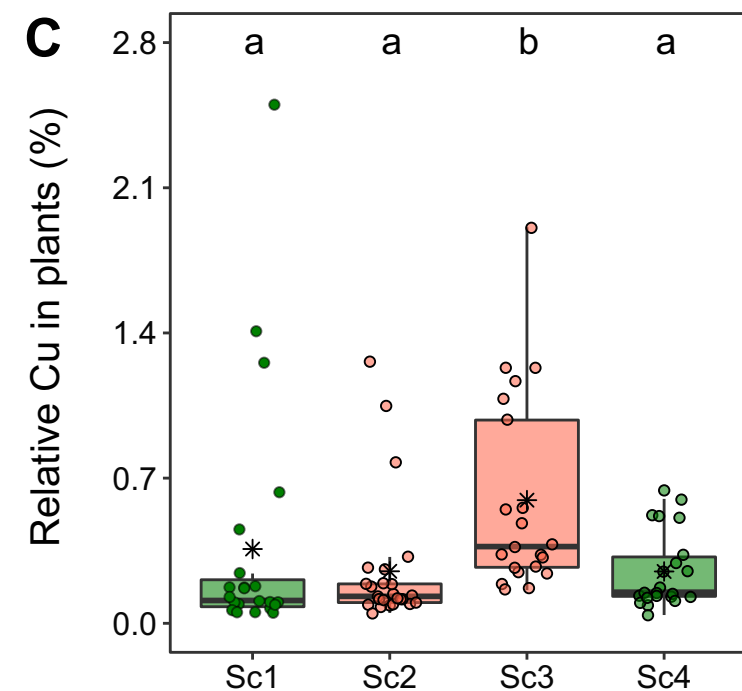 C
a a b a
Relative Cu in plants (%)
2.8
2.1
1.4
0.7
0.0
Sc1 Sc2 Sc3 Sc4